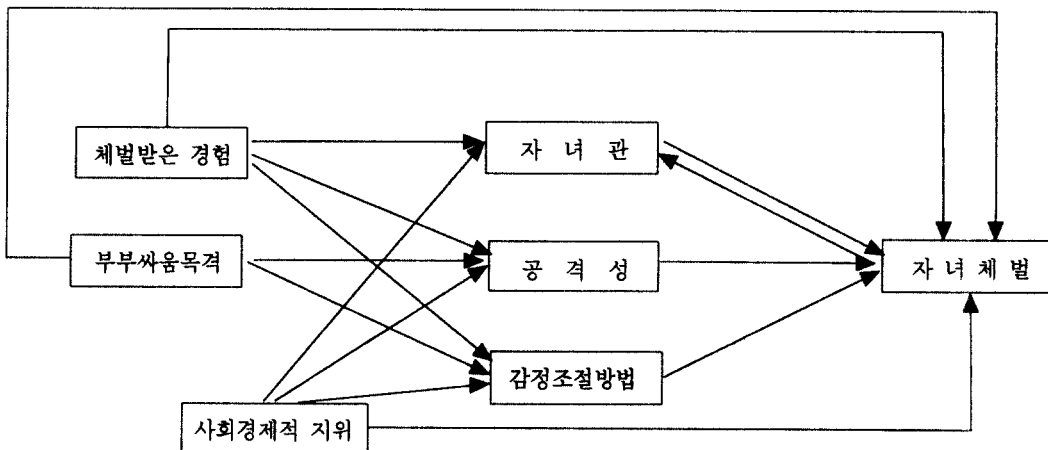 체벌받은 경험
자 녀 관
부부싸움목격
공 격 성
자 녀 체 벌
감정조절방법
사회경제적 지위